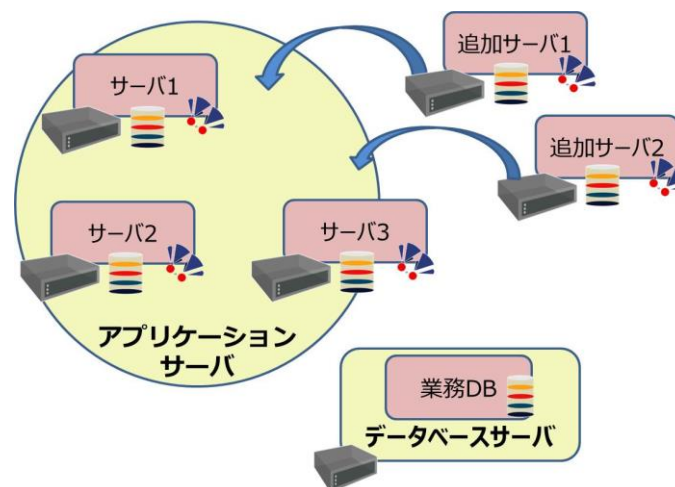 追加サーバ1
サーバ1
追加サーバ2
サーバ2
サーバ3
アプリケーション
サーバ
業務DB
データベースサーバ